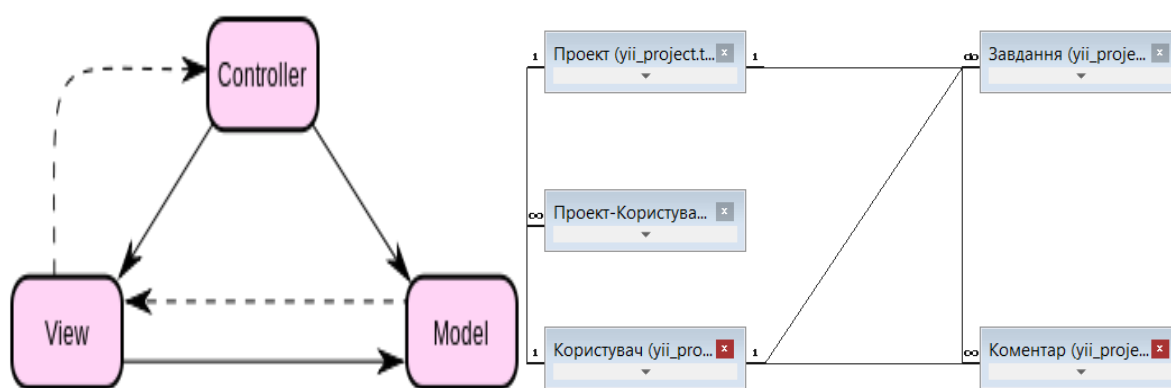 Controller
View
Model
1
Проект (yii_project.t...
x
1
∞
Завдання (yii_proje...
x
∞
Проект-Користува...
x
1
Користувач (yii_pro...
x
1
∞
Коментар (yii_proje...
x